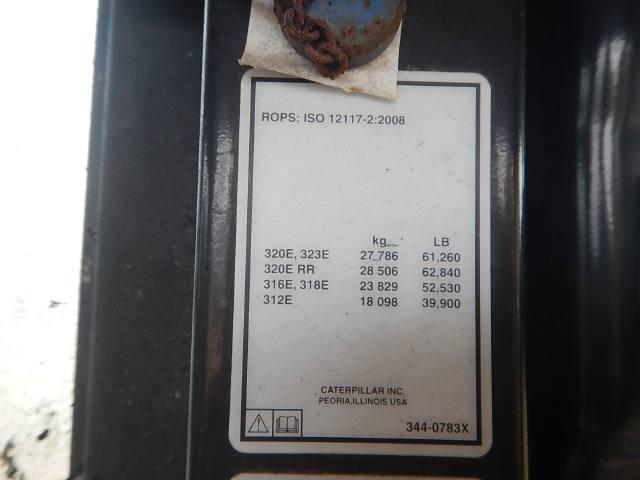 ROPS: ISO 12117-2:2008
kg LB
320E, 323E 27 786 61,260
320E RR 28 506 62,840
316E, 318E 23 829 52,530
312E 18 098 39,900
CATERPILLAR INC.
PEORIA,ILLINOIS USA
344-0783X